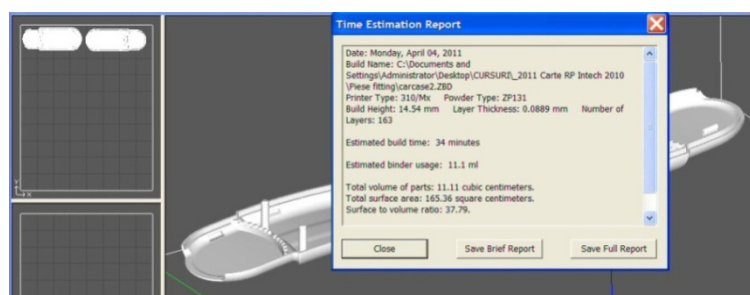 Time Estimation Report
Date: Monday, April 04, 2011
Build Name: C:\Documents and
Settings\Administrator\Desktop\CURSURI\_2011 Carte RP Intech 2010
\Piese fitting\carcase2.ZBD
Printer Type: 310/Mx Powder Type: ZP131
Build Height: 14.54 mm Layer Thickness: 0.0889 mm Number of
Layers: 163
Estimated build time: 34 minutes
Estimated binder usage: 11.1 ml
Total volume of parts: 11.11 cubic centimeters.
Total surface area: 165.36 square centimeters.
Surface to volume ratio: 37.79.
Close Save Brief Report Save Full Report
Y
X